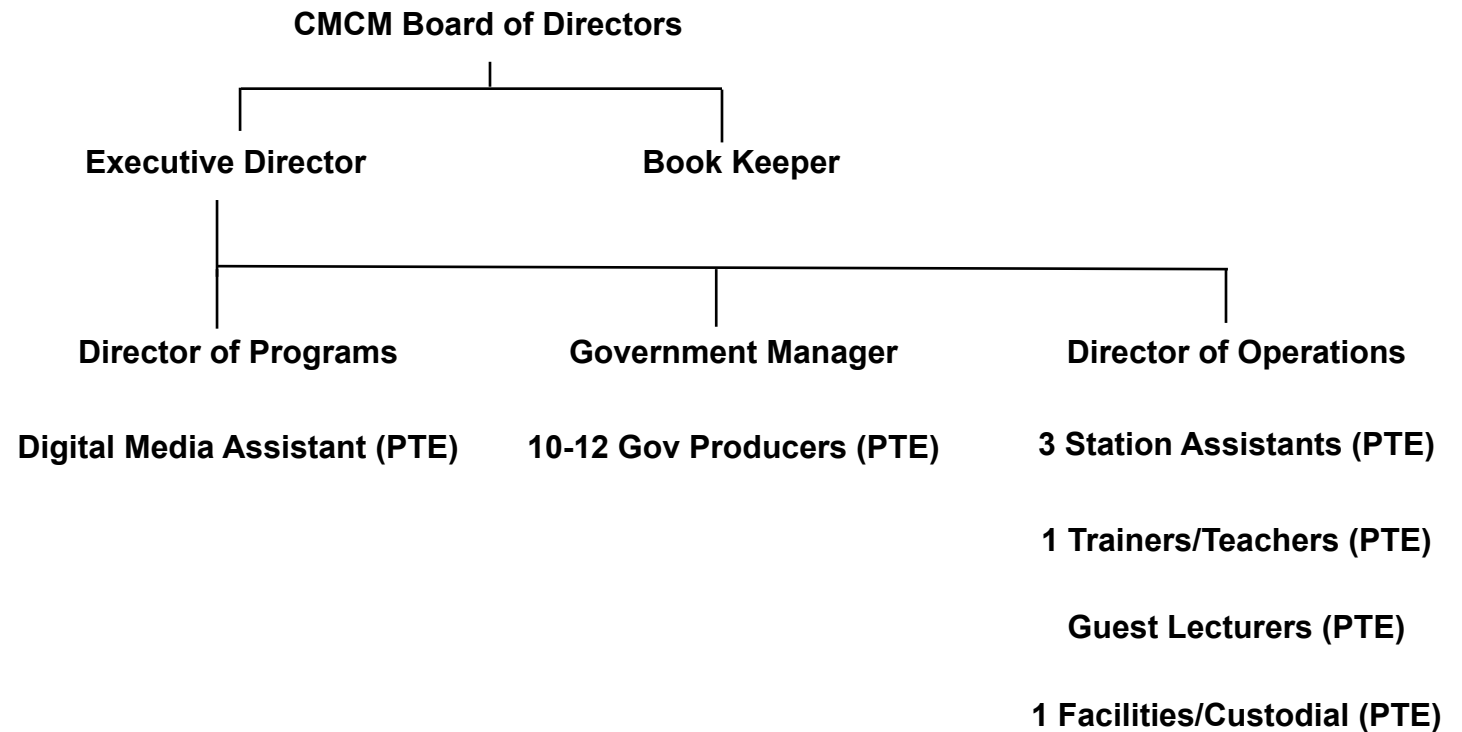 CMCM Board of Directors
Executive Director
Book Keeper
Director of Programs
Government Manager
Director of Operations
Digital Media Assistant (PTE)
10-12 Gov Producers (PTE)
3 Station Assistants (PTE)
1 Trainers/Teachers (PTE)
Guest Lecturers (PTE)
1 Facilities/Custodial (PTE)